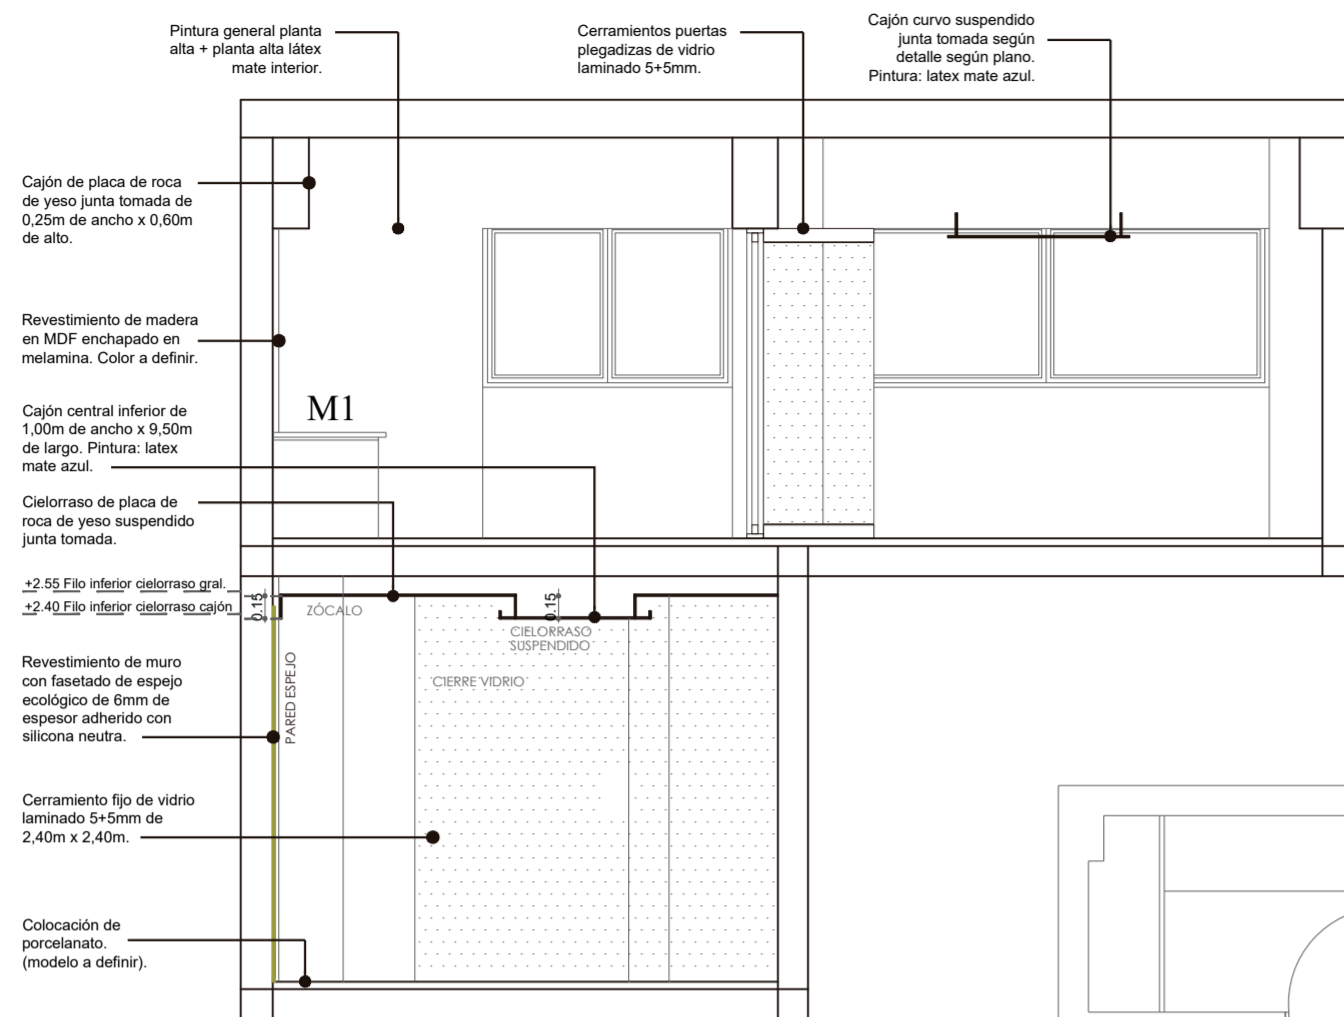 Pintura general planta
alta + planta alta látex
mate interior.
Cerramientos puertas
plegadizas de vidrio
laminado 5+5mm.
Cajón curvo suspendido
junta tomada según
detalle según plano.
Pintura: latex mate azul.
Cajón de placa de roca
de yeso junta tomada de
0,25m de ancho x 0,60m
de alto.
Revestimiento de madera
en MDF enchapado en
melamina. Color a definir.
M1
Cajón central inferior de
1,00m de ancho x 9,50m
de largo. Pintura: latex
mate azul.
Cielorraso de placa de
roca de yeso suspendido
junta tomada.
+2.55 Filo inferior cielorraso gral.
+2.40 Filo inferior cielorraso cajón
0.15
ZÓCALO
0.15
CIELORRASO
SUSPENDIDO
CIERRE VIDRIO
PARED ESPEJO
Revestimiento de muro
con fasetado de espejo
ecológico de 6mm de
espesor adherido con
silicona neutra.
Cerramiento fijo de vidrio
laminado 5+5mm de
2,40m x 2,40m.
Colocación de
porcelanato.
(modelo a definir).